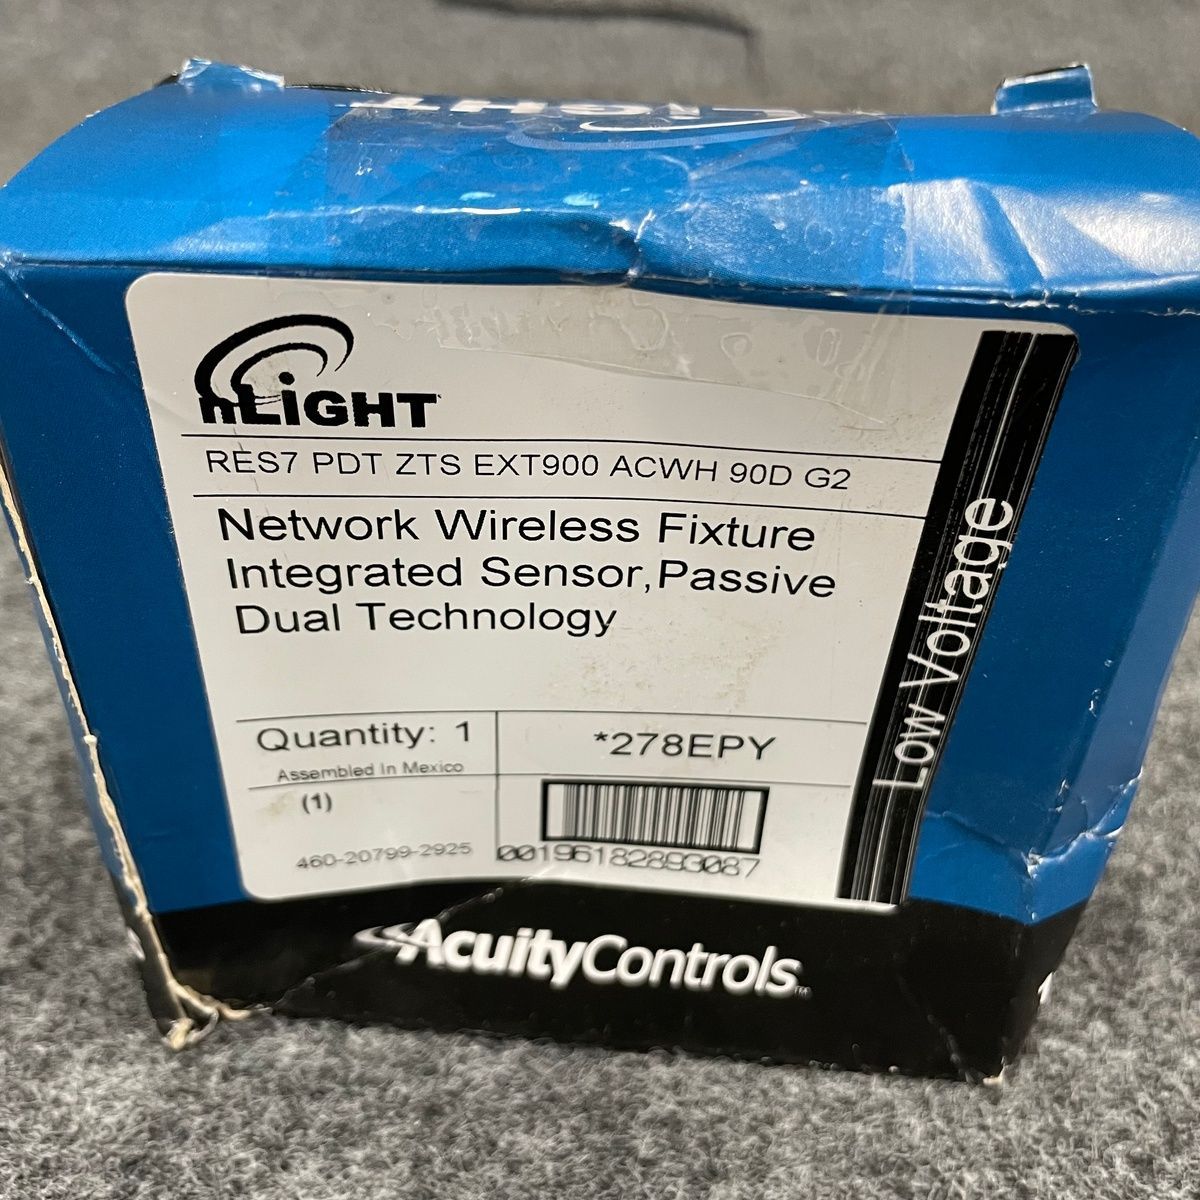 nLiGHT
RES7 PDT ZTS EXT900 ACWH 90D G2
Network Wireless Fixture
Integrated Sensor,Passive
Dual Technology
Low Voltage
Quantity: 1
*278EPY
Assembled In Mexico
(1)
460-20799-2925
00196182893087
AcuityControls™